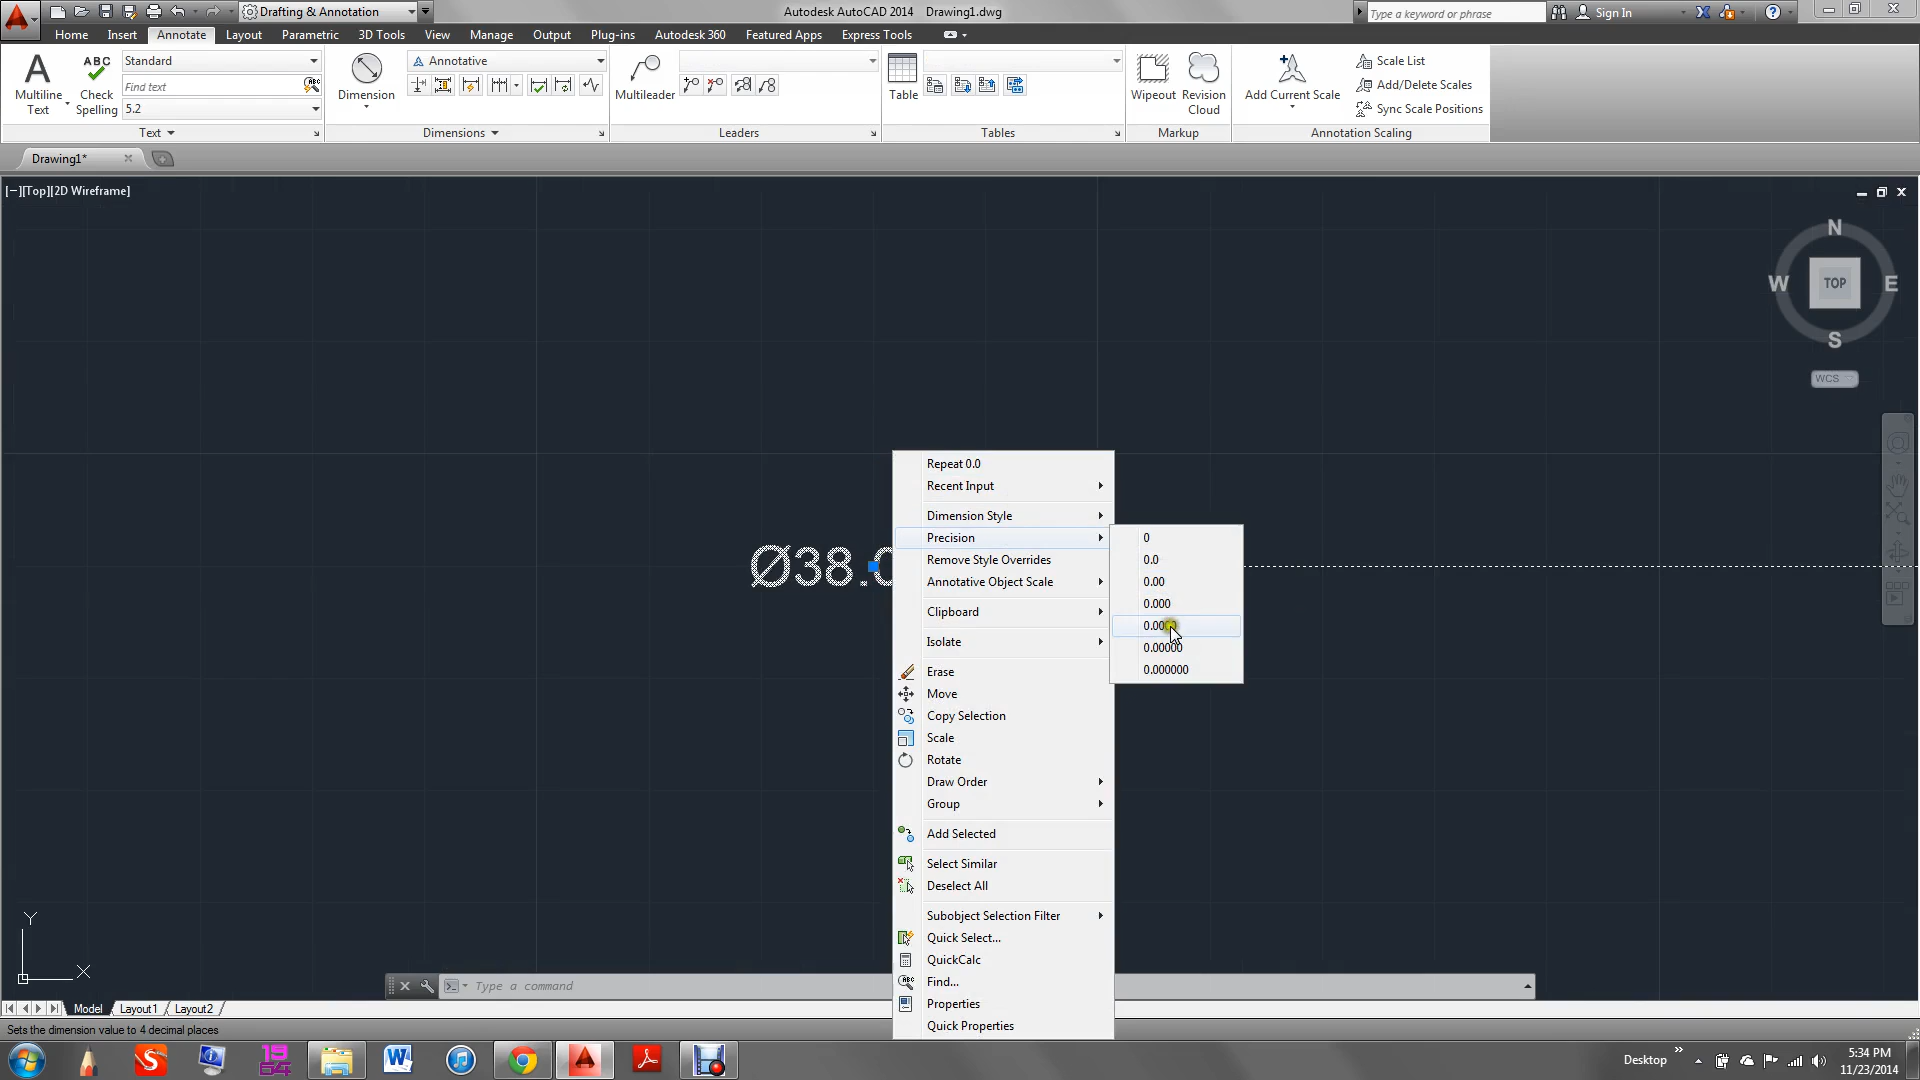 Drafting & Annotation
Autodesk AutoCAD 2014 Drawing1.dwg
Type a keyword or phrase
Sign In
Home Insert Annotate Layout Parametric 3D Tools View Manage Output Plug-ins Autodesk 360 Featured Apps Express Tools
Multiline Text
ABC
Check Spelling
Standard
Find text
5.2
Dimension
Annotative
Multileader
Table
Wipeout
Revision Cloud
Add Current Scale
Scale List
Add/Delete Scales
Sync Scale Positions
Text
Dimensions
Leaders
Tables
Markup
Annotation Scaling
Drawing1*
[−][Top][2D Wireframe]
N
W TOP E
S
WCS
Ø38.0
Repeat 0.0
Recent Input
Dimension Style
Precision
Remove Style Overrides
Annotative Object Scale
Clipboard
Isolate
Erase
Move
Copy Selection
Scale
Rotate
Draw Order
Group
Add Selected
Select Similar
Deselect All
Subobject Selection Filter
Quick Select...
QuickCalc
Find...
Properties
Quick Properties
0
0.0
0.00
0.000
0.0000
0.00000
0.000000
Y
X
Type a command
Model Layout1 Layout2
Sets the dimension value to 4 decimal places
Desktop
5:34 PM
11/23/2014